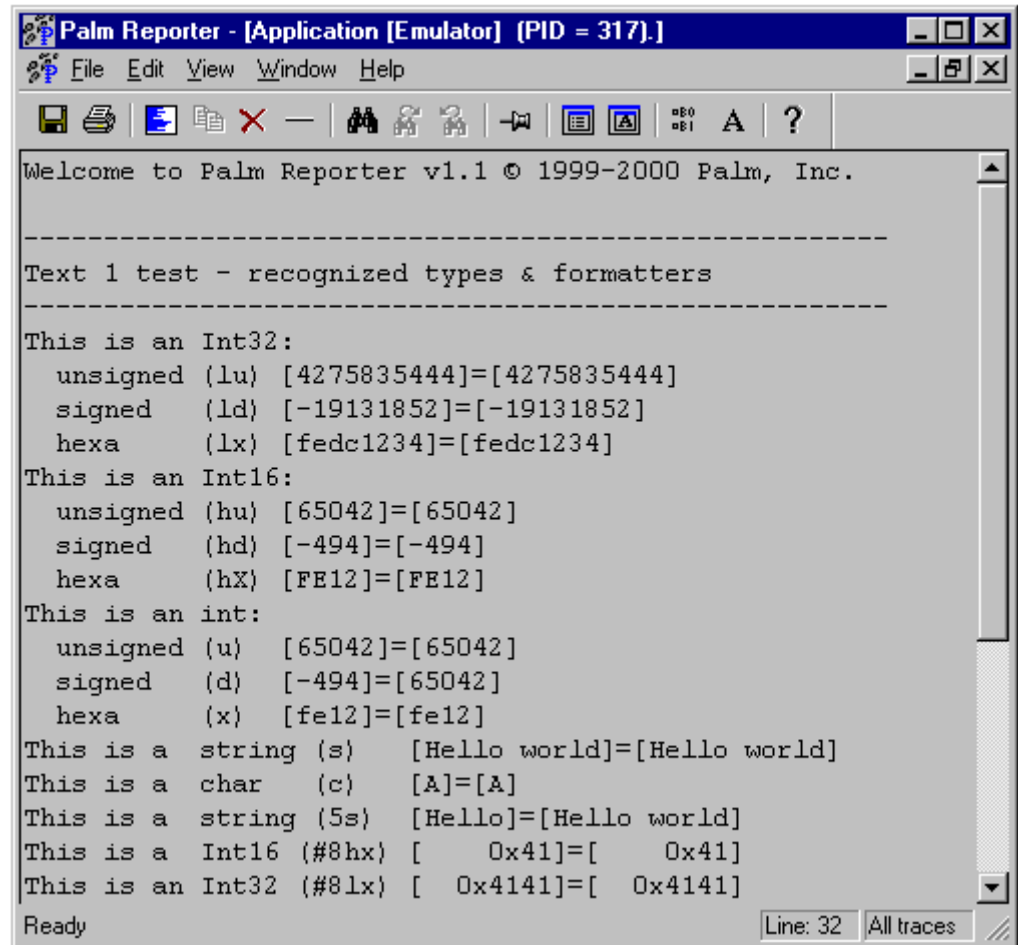 Palm Reporter - [Application [Emulator] (PID = 317).]
File Edit View Window Help
Welcome to Palm Reporter v1.1 © 1999-2000 Palm, Inc.
------------------------------------------------------
Text 1 test - recognized types & formatters
------------------------------------------------------
This is an Int32:
  unsigned (lu) [4275835444]=[4275835444]
  signed   (ld) [-19131852]=[-19131852]
  hexa     (lx) [fedc1234]=[fedc1234]
This is an Int16:
  unsigned (hu) [65042]=[65042]
  signed   (hd) [-494]=[-494]
  hexa     (hX) [FE12]=[FE12]
This is an int:
  unsigned (u)  [65042]=[65042]
  signed   (d)  [-494]=[65042]
  hexa     (x)  [fe12]=[fe12]
This is a  string (s)   [Hello world]=[Hello world]
This is a  char   (c)   [A]=[A]
This is a  string (5s)  [Hello]=[Hello world]
This is a  Int16 (#8hx) [    0x41]=[    0x41]
This is an Int32 (#8lx) [  0x4141]=[  0x4141]
Ready Line: 32 All traces